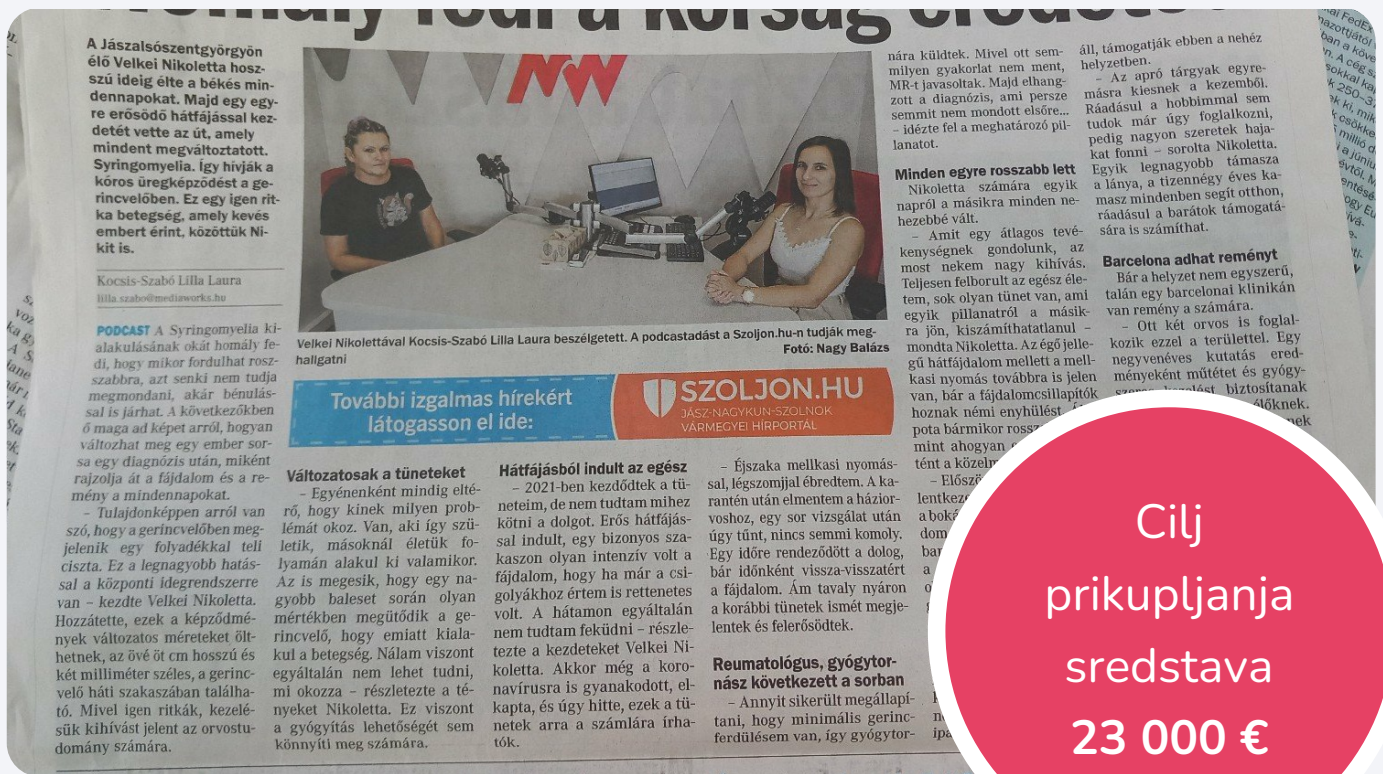 A Jászalsószentgyörgyön
élő Velkei Nikoletta hosz-
szú ideig élte a békés min-
dennapokat. Majd egy egy-
re erősödő hátfájással kez-
detét vette az út, amely
mindent megváltoztatott.
Syringomyelia. Így hívják a
kóros üregképződést a ge-
rincvelőben. Ez egy igen rit-
ka betegség, amely kevés
embert érint, közöttük Ni-
kit is.
Kocsis-Szabó Lilla Laura
lilla.szabo@mediaworks.hu
PODCAST A Syringomyelia ki-
alakulásának okát homály fe-
di, hogy mikor fordulhat rosz-
szabbra, azt senki nem tudja
megmondani, akár bénulás-
sal is járhat. A következőkben
ő maga ad képet arról, hogyan
változhat meg egy ember sor-
sa egy diagnózis után, miként
rajzolja át a fájdalom és a re-
mény a mindennapokat.
– Tulajdonképpen arról van
szó, hogy a gerincvelőben meg-
jelenik egy folyadékkal teli
ciszta. Ez a legnagyobb hatás-
sal a központi idegrendszerre
van – kezdte Velkei Nikoletta.
Hozzátette, ezek a képződmé-
nyek változatos méreteket ölt-
hetnek, az övé öt cm hosszú és
két milliméter széles, a gerinc-
velő háti szakaszában találha-
tó. Mivel igen ritkák, kezelé-
sük kihívást jelent az orvostu-
domány számára.
Velkei Nikolettával Kocsis-Szabó Lilla Laura beszélgetett. A podcastadást a Szoljon.hu-n tudják meg-
hallgatni
Fotó: Nagy Balázs
További izgalmas hírekért
látogasson el ide:
SZOLJON.HU
JÁSZ-NAGYKUN-SZOLNOK
VÁRMEGYEI HÍRPORTÁL
Változatosak a tüneteket
– Egyénenként mindig elté-
rő, hogy kinek milyen prob-
lémát okoz. Van, aki így szü-
letik, másoknál életük fo-
lyamán alakul ki valamikor.
Az is megesik, hogy egy na-
gyobb baleset során olyan
mértékben megütődik a ge-
rincvelő, hogy emiatt kiala-
kul a betegség. Nálam viszont
egyáltalán nem lehet tudni,
mi okozza – részletezte a té-
nyeket Nikoletta. Ez viszont
a gyógyítás lehetőségét sem
könnyíti meg számára.
Hátfájásból indult az egész
– 2021-ben kezdődtek a tü-
neteim, de nem tudtam mihez
kötni a dolgot. Erős hátfájás-
sal indult, egy bizonyos sza-
kaszon olyan intenzív volt a
fájdalom, hogy ha már a csi-
golyákhoz értem is rettenetes
volt. A hátamon egyáltalán
nem tudtam feküdni – részle-
tezte a kezdeteket Velkei Ni-
koletta. Akkor még a koro-
navírusra is gyanakodott, el-
kapta, és úgy hitte, ezek a tü-
netek arra a számlára írha-
tók.
– Éjszaka mellkasi nyomás-
sal, légszomjjal ébredtem. A ka-
rantén után elmentem a házior-
voshoz, egy sor vizsgálat után
úgy tűnt, nincs semmi komoly.
Egy időre rendeződött a dolog,
bár időnként vissza-visszatért
a fájdalom. Ám tavaly nyáron
a korábbi tünetek ismét megje-
lentek és felerősödtek.
Reumatológus, gyógytor-
nász következett a sorban
– Annyit sikerült megállapí-
tani, hogy minimális gerinc-
ferdülésem van, így gyógytor-
nára küldtek. Mivel ott sem-
milyen gyakorlat nem ment,
MR-t javasoltak. Majd elhang-
zott a diagnózis, ami persze
semmit nem mondott elsőre...
– idézte fel a meghatározó pil-
lanatot.
Minden egyre rosszabb lett
Nikoletta számára egyik
napról a másikra minden ne-
hezebbé vált.
– Amit egy átlagos tevé-
kenységnek gondolunk, az
most nekem nagy kihívás.
Teljesen felborult az egész éle-
tem, sok olyan tünet van, ami
egyik pillanatról a másik-
ra jön, kiszámíthatatlanul –
mondta Nikoletta. Az égő jelle-
gű hátfájdalom mellett a mell-
kasi nyomás továbbra is jelen
van, bár a fájdalomcsillapítók
hoznak némi enyhülést
pota bármikor
mint ahogyan
tént a
áll, támogatják ebben a nehéz
helyzetben.
– Az apró tárgyak egyre-
másra kiesnek a kezemből.
Ráadásul a hobbimmal sem
tudok már úgy foglalkozni,
pedig nagyon szeretek haja-
kat fonni – sorolta Nikoletta.
Egyik legnagyobb támasza
a lánya, a tizennégy éves ka-
masz mindenben segít otthon,
ráadásul a barátok támogatá-
sára is számíthat.
Barcelona adhat reményt
Bár a helyzet nem egyszerű,
talán egy barcelonai klinikán
van remény a számára.
– Ott két orvos is foglal-
kozik ezzel a területtel. Egy
negyvenéves kutatás ered-
ményeként műtétet és gyógy-
biztosítanak
Cilj
prikupljanja
sredstava
23 000 €